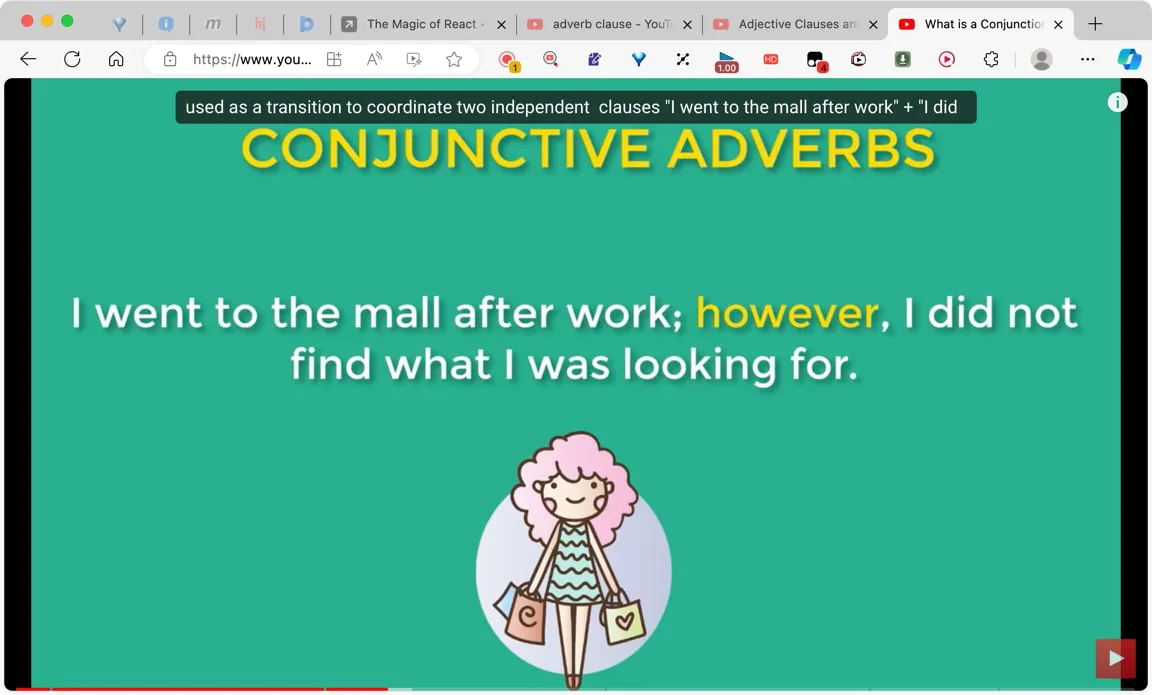 m
hj
The Magic of React
adverb clause - YouT
Adjective Clauses an
What is a Conjunctio
https://www.you...
A
1
1.00
HD
4
used as a transition to coordinate two independent clauses "I went to the mall after work" + "I did
i
CONJUNCTIVE ADVERBS
I went to the mall after work; however, I did not
find what I was looking for.
e